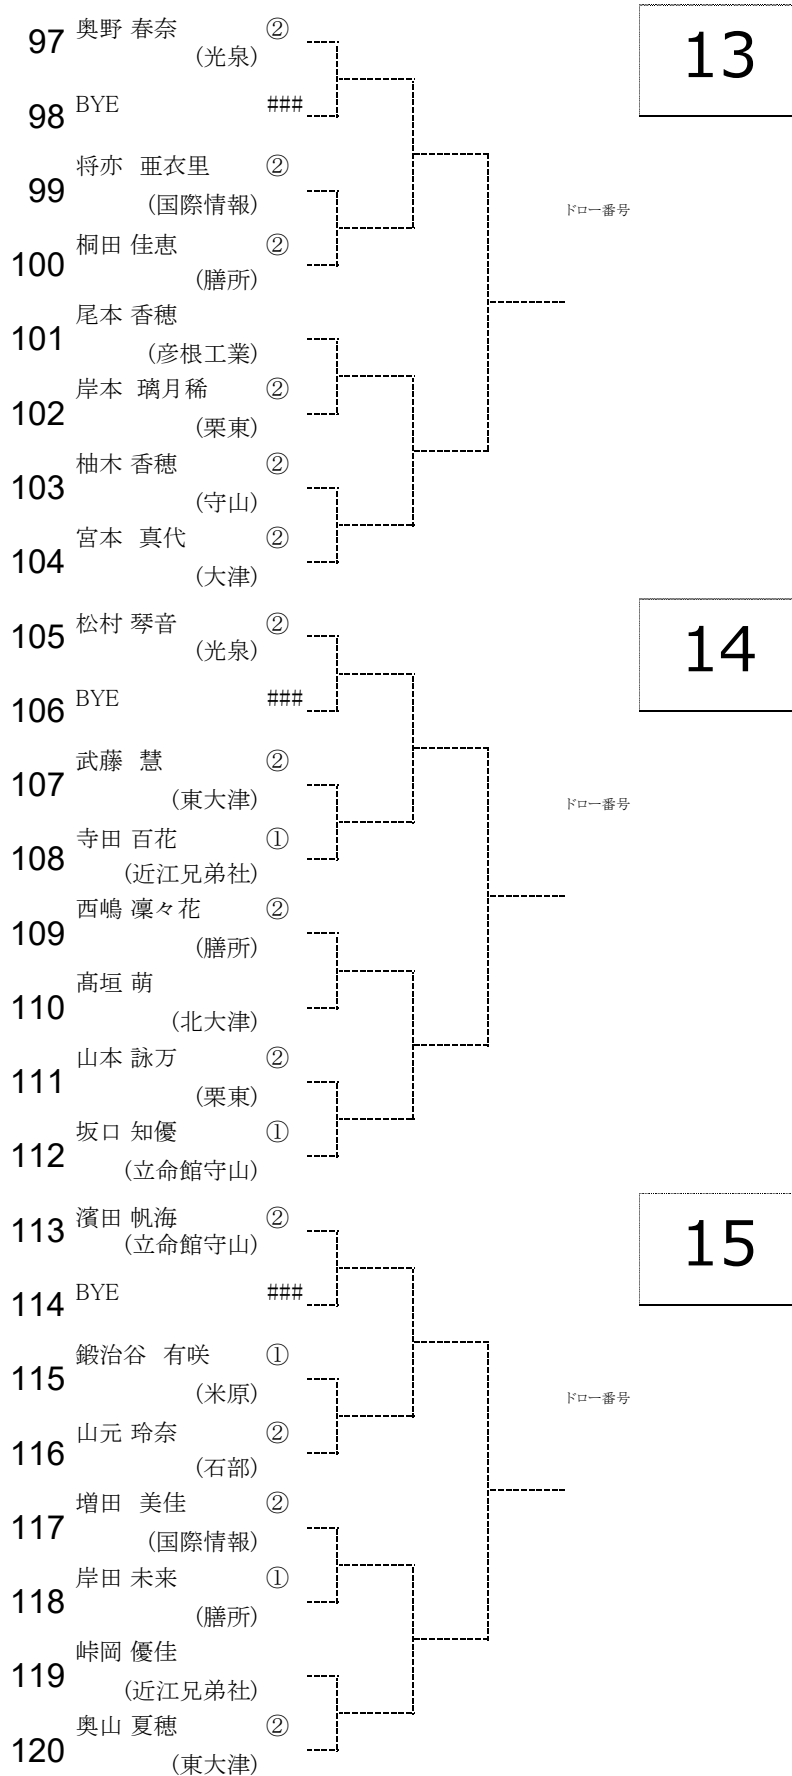 97 奥野 春奈 ②
(光泉)
13
98 BYE ###
99 将亦 亜衣里 ②
(国際情報)
ドロー番号
100 桐田 佳恵 ②
(膳所)
101 尾本 香穂
(彦根工業)
102 岸本 璃月稀 ②
(栗東)
103 柚木 香穂 ②
(守山)
104 宮本 真代 ②
(大津)
105 松村 琴音 ②
(光泉)
14
106 BYE ###
107 武藤 慧 ②
(東大津)
ドロー番号
108 寺田 百花 ①
(近江兄弟社)
109 西嶋 凜々花 ②
(膳所)
110 髙垣 萌
(北大津)
111 山本 詠万 ②
(栗東)
112 坂口 知優 ①
(立命館守山)
113 濱田 帆海 ②
(立命館守山)
15
114 BYE ###
115 鍛治谷 有咲 ①
(米原)
ドロー番号
116 山元 玲奈 ②
(石部)
117 増田 美佳 ②
(国際情報)
118 岸田 未来 ①
(膳所)
119 峠岡 優佳
(近江兄弟社)
120 奥山 夏穂 ②
(東大津)